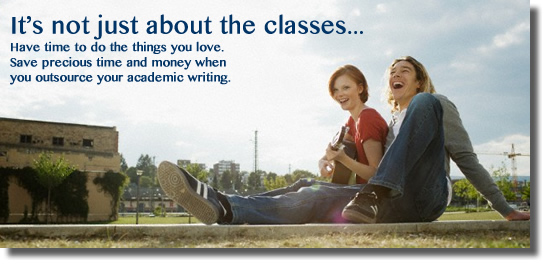 It's not just about the classes...
Have time to do the things you love.
Save precious time and money when
you outsource your academic writing.